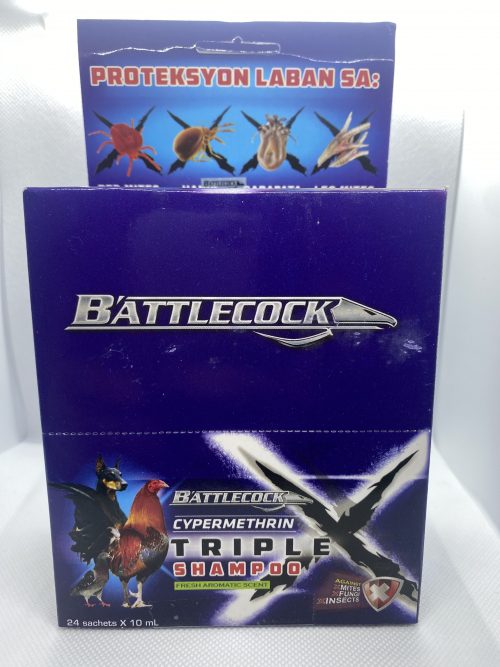 PROTEKSYON LABAN SA:
BATTLECOCK
B'ATTLECOCK
BATTLECOCK
CYPERMETHRIN
TRIPLE X
SHAMPOO
FRESH AROMATIC SCENT
AGAINST
MITES
FUNGI
INSECTS
24 sachets X 10 mL